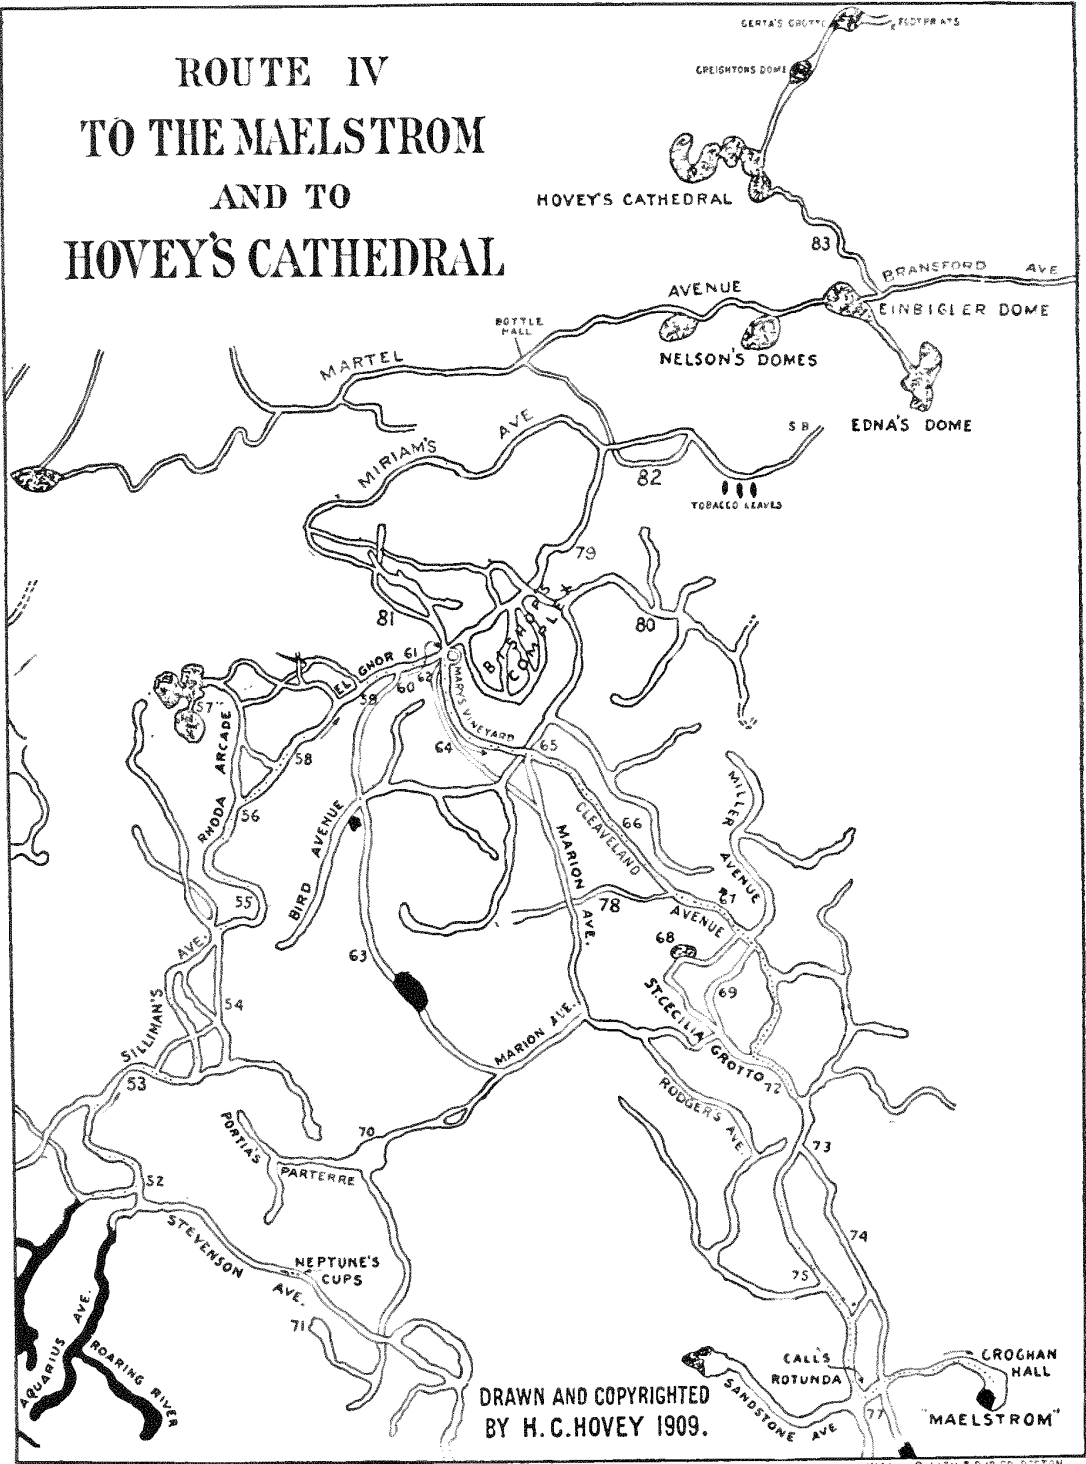 ROUTE IV
TO THE MAELSTROM
AND TO
HOVEY'S CATHEDRAL
GERTA'S GROTTO
FOOTPRINTS
CREIGHTONS DOME
HOVEY'S CATHEDRAL
83
BRANSFORD AVE
AVENUE
EINBIGLER DOME
BOTTLE
HALL
NELSON'S DOMES
MARTEL
EDNA'S DOME
SB
MIRIAM'S AVE
82
TOBACCO LEAVES
79
81
80
BISHOPS
COMPLEX
61
EL GHOR
60
62
59
57
MARY'S VINEYARD
64
65
58
RHODA ARCADE
56
66
CLEAVELAND
AVENUE
MILLER
AVENUE
67
BIRD AVENUE
MARION
AVE.
78
55
68
63
69
ST. CECILIA
GROTTO
72
54
SILLIMAN'S
AVE.
53
MARION AVE.
RODGER'S AVE.
70
PORTIA'S
PARTERRE
73
52
74
STEVENSON
AVE.
NEPTUNE'S
CUPS
75
71
AQUARIUS AVE.
ROARING RIVER
CALL'S
ROTUNDA
CROGHAN
HALL
SANDSTONE AVE
77
"MAELSTROM"
DRAWN AND COPYRIGHTED
BY H.C.HOVEY 1909.